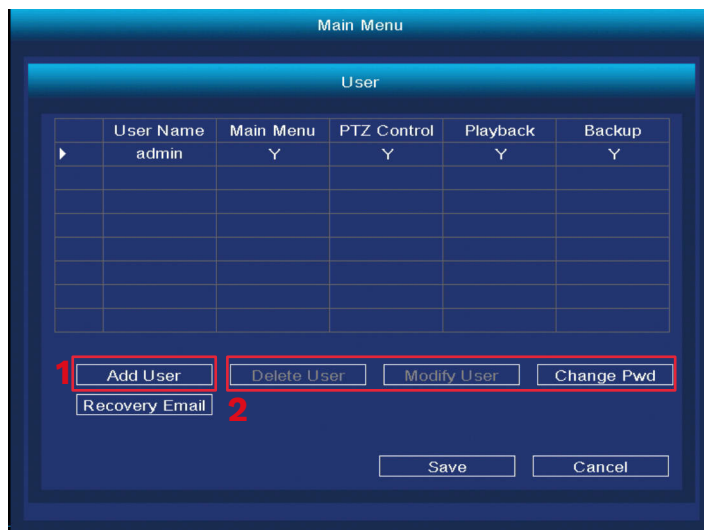 Main Menu
User
User Name Main Menu PTZ Control Playback Backup
admin Y Y Y Y
1 Add User Delete User Modify User Change Pwd
Recovery Email 2
Save Cancel